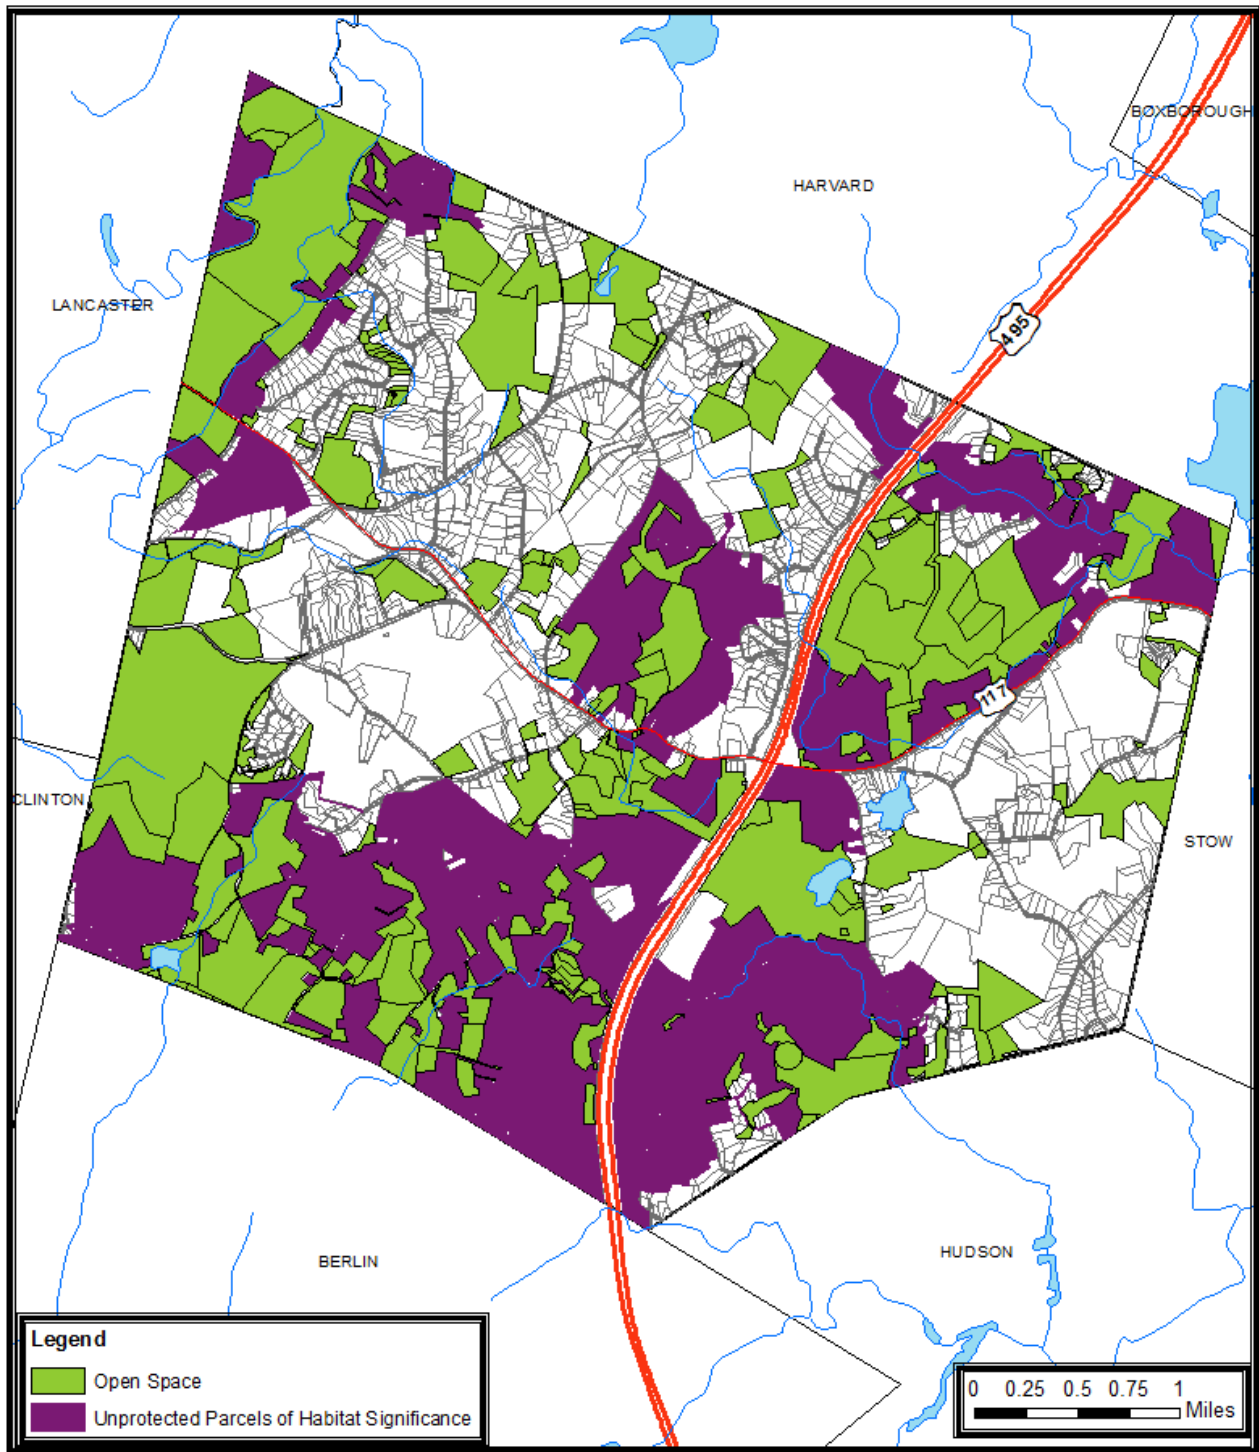 BOXBOROUGH
HARVARD
LANCASTER
495
117
CLINTON
STOW
BERLIN
HUDSON
Legend
Open Space
Unprotected Parcels of Habitat Significance
0 0.25 0.5 0.75 1
Miles